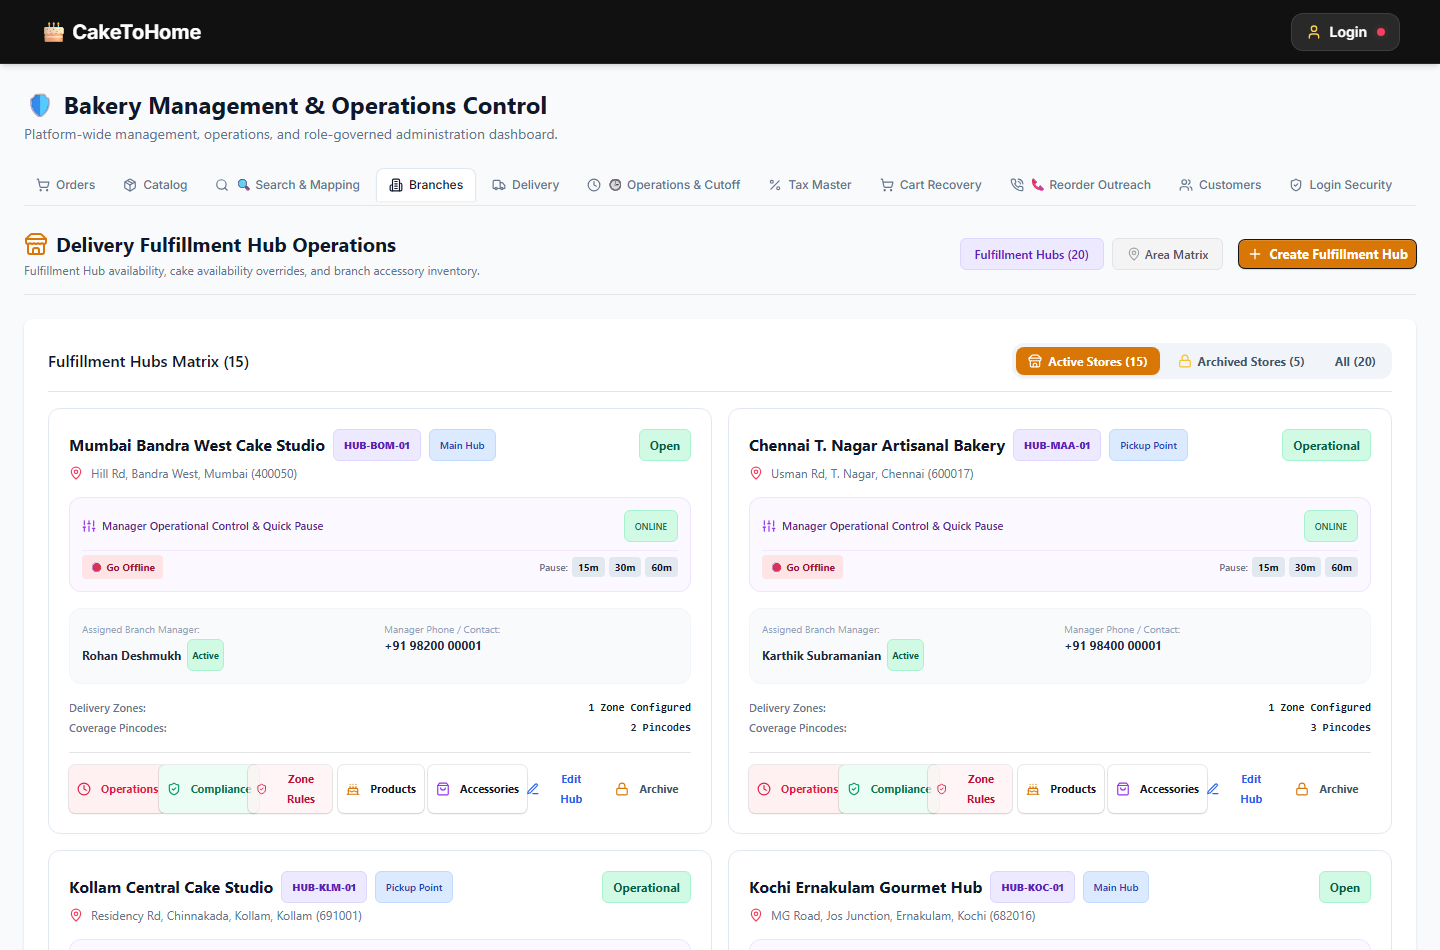 CakeToHome
Login
Bakery Management & Operations Control
Platform-wide management, operations, and role-governed administration dashboard.
Orders Catalog Search & Mapping Branches Delivery Operations & Cutoff Tax Master Cart Recovery Reorder Outreach Customers Login Security
Delivery Fulfillment Hub Operations
Fulfillment Hub availability, cake availability overrides, and branch accessory inventory.
Fulfillment Hubs (20) Area Matrix + Create Fulfillment Hub
Fulfillment Hubs Matrix (15)
Active Stores (15) Archived Stores (5) All (20)
Mumbai Bandra West Cake Studio HUB-BOM-01 Main Hub Open
Hill Rd, Bandra West, Mumbai (400050)
Manager Operational Control & Quick Pause ONLINE
Go Offline Pause: 15m 30m 60m
Assigned Branch Manager: Manager Phone / Contact:
Rohan Deshmukh Active +91 98200 00001
Delivery Zones: 1 Zone Configured
Coverage Pincodes: 2 Pincodes
Operations Compliance Zone Rules Products Accessories Edit Hub Archive
Chennai T. Nagar Artisanal Bakery HUB-MAA-01 Pickup Point Operational
Usman Rd, T. Nagar, Chennai (600017)
Manager Operational Control & Quick Pause ONLINE
Go Offline Pause: 15m 30m 60m
Assigned Branch Manager: Manager Phone / Contact:
Karthik Subramanian Active +91 98400 00001
Delivery Zones: 1 Zone Configured
Coverage Pincodes: 3 Pincodes
Operations Compliance Zone Rules Products Accessories Edit Hub Archive
Kollam Central Cake Studio HUB-KLM-01 Pickup Point Operational
Residency Rd, Chinnakada, Kollam, Kollam (691001)
Kochi Ernakulam Gourmet Hub HUB-KOC-01 Main Hub Open
MG Road, Jos Junction, Ernakulam, Kochi (682016)